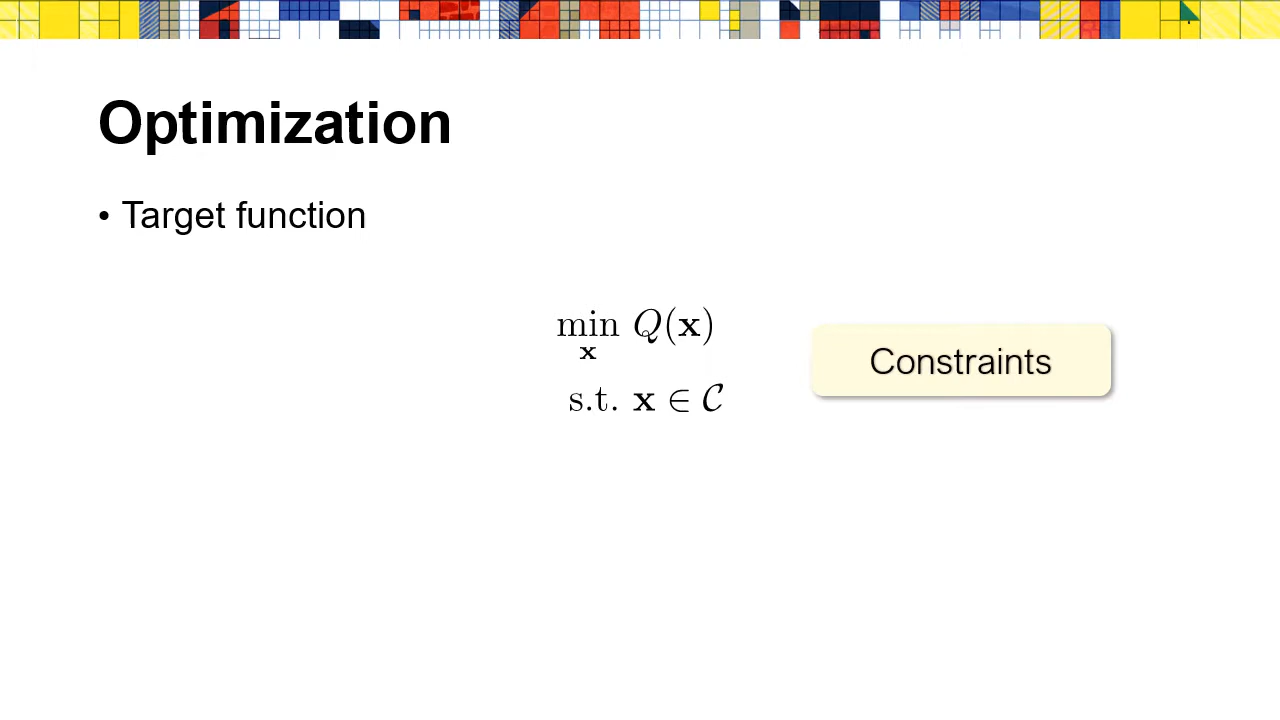 Optimization
• Target function
min Q(x)
x
Constraints
s.t. x ∈ 𝒞